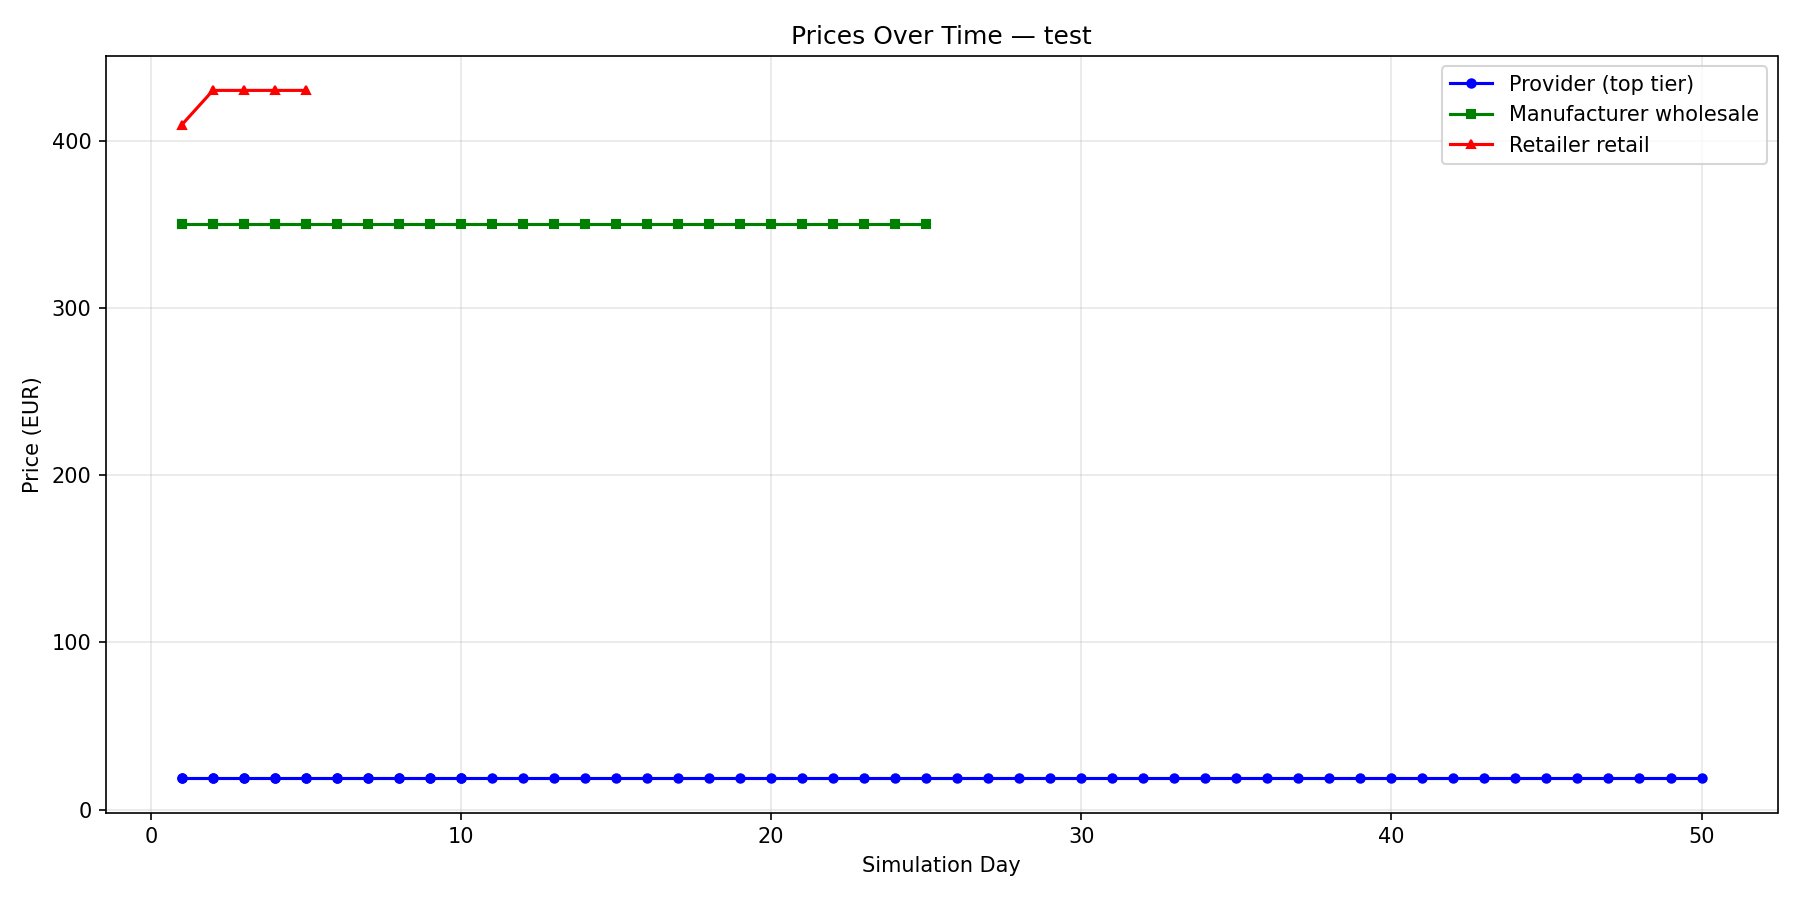 Prices Over Time — test
Provider (top tier)
Manufacturer wholesale
Retailer retail
Price (EUR)
400
300
200
100
0
0 10 20 30 40 50
Simulation Day